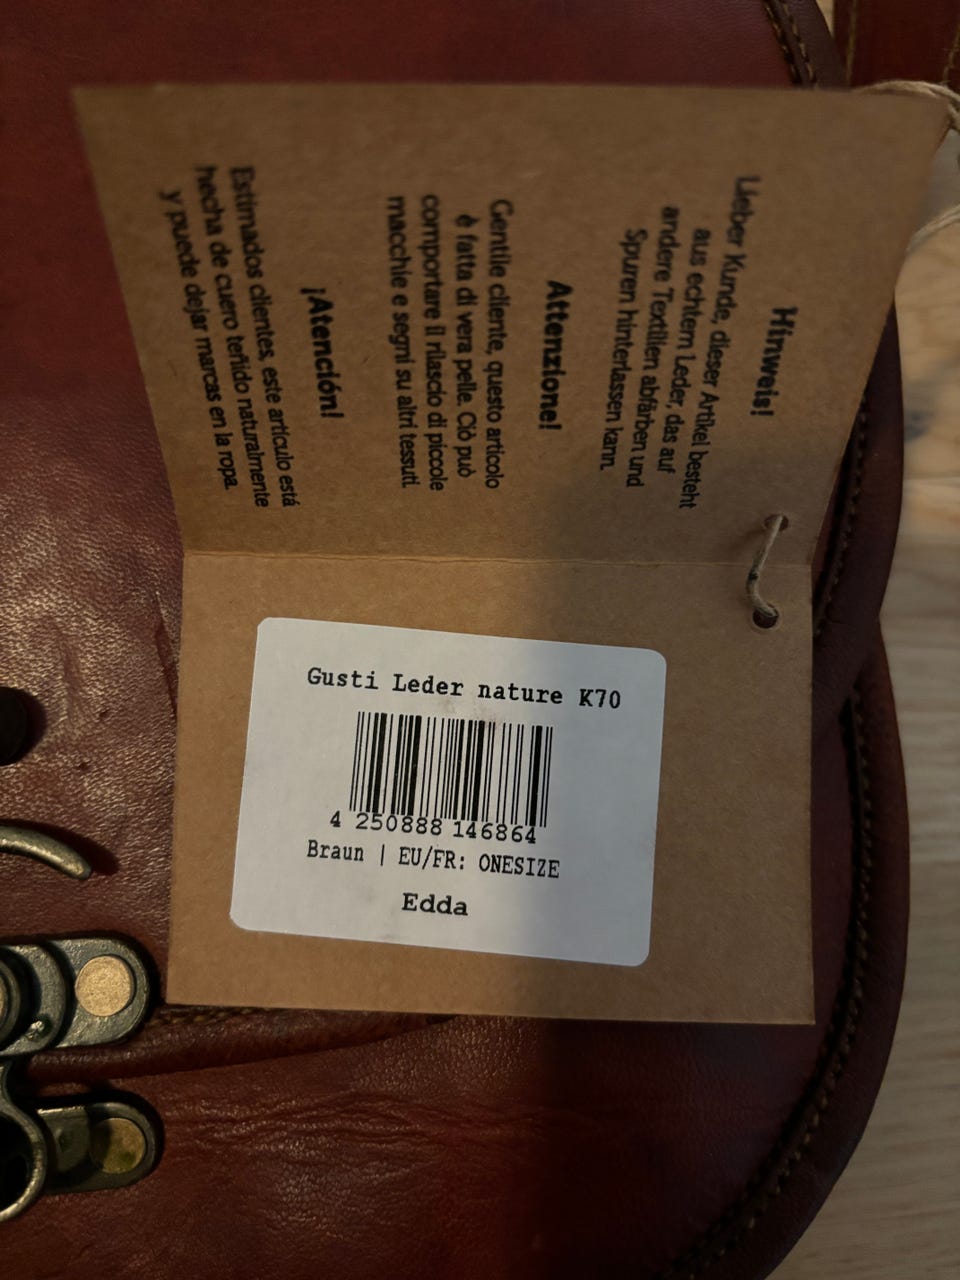 Hinweis!
Lieber Kunde, dieser Artikel besteht
aus echtem Leder, das auf
andere Textilien abfärben und
Spuren hinterlassen kann.
Attenzione!
Gentile cliente, questo articolo
è fatta di vera pelle. Ciò può
comportare il rilascio di piccole
macchie e segni su altri tessuti.
¡Atención!
Estimados clientes, este artículo está
hecha de cuero teñido naturalmente
y puede dejar marcas en la ropa.
Gusti Leder nature K70
4 250888 146864
Braun | EU/FR: ONESIZE
Edda